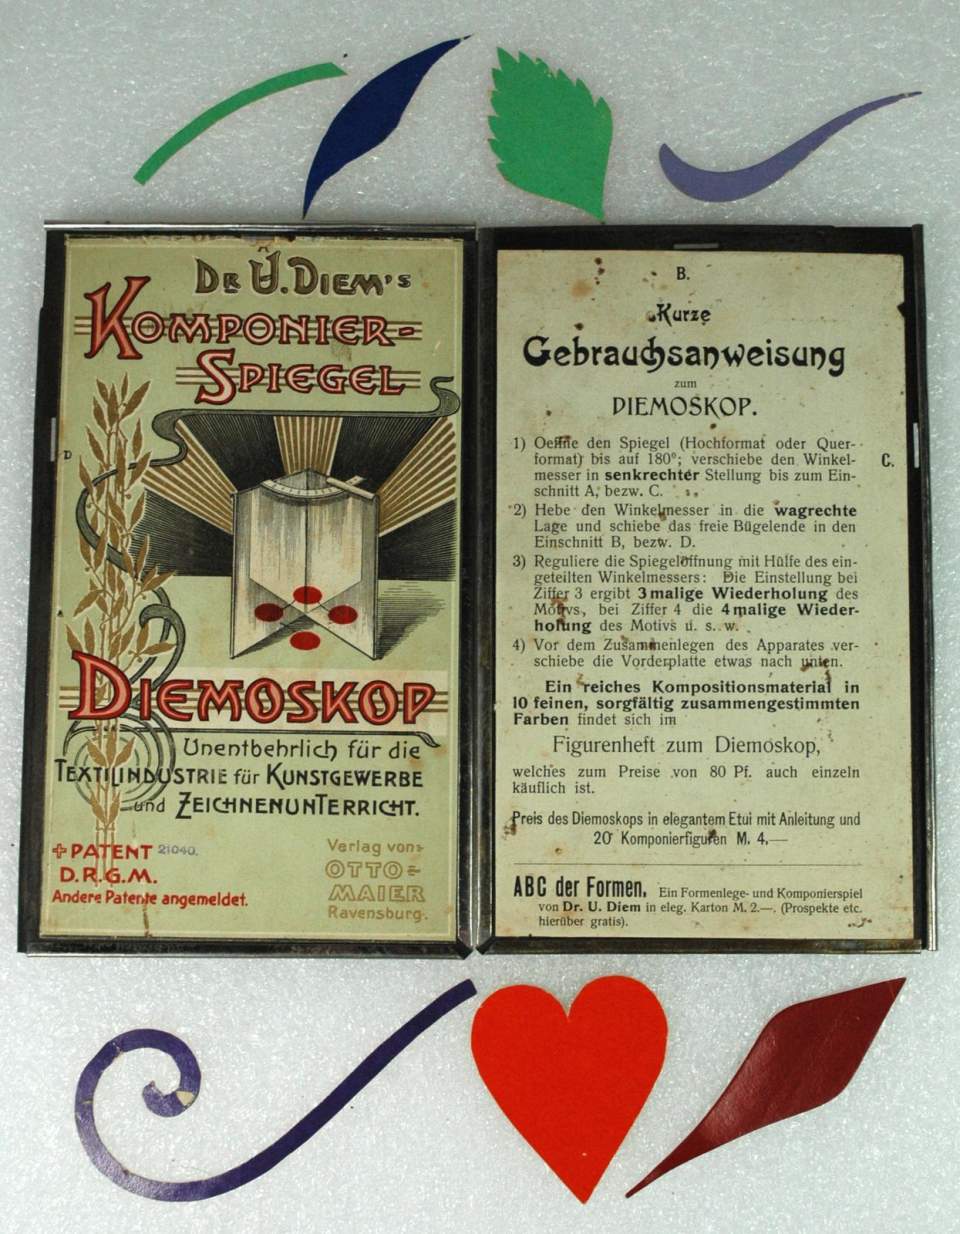 DR U. DIEM'S
KOMPONIER-
SPIEGEL
D
A
DIEMOSKOP
Unentbehrlich für die
TEXTILINDUSTRIE für KUNSTGEWERBE
und ZEICHNENUNTERRICHT.
+ PATENT 21040.
D.R.G.M.
Andere Patente angemeldet.
Verlag von
OTTO
MAIER
Ravensburg.
B.
Kurze
Gebrauchsanweisung
zum
DIEMOSKOP.
C.
1) Oeffne den Spiegel (Hochformat oder Quer-
format) bis auf 180°; verschiebe den Winkel-
messer in senkrechter Stellung bis zum Ein-
schnitt A, bezw. C.
2) Hebe den Winkelmesser in die wagrechte
Lage und schiebe das freie Bügelende in den
Einschnitt B, bezw. D.
3) Reguliere die Spiegelöffnung mit Hülfe des ein-
geteilten Winkelmessers: Die Einstellung bei
Ziffer 3 ergibt 3malige Wiederholung des
Motivs, bei Ziffer 4 die 4malige Wieder-
holung des Motivs u. s. w.
4) Vor dem Zusammenlegen des Apparates ver-
schiebe die Vorderplatte etwas nach unten.
Ein reiches Kompositionsmaterial in
10 feinen, sorgfältig zusammengestimmten
Farben findet sich im
Figurenheft zum Diemoskop,
welches zum Preise von 80 Pf. auch einzeln
käuflich ist.
Preis des Diemoskops in elegantem Etui mit Anleitung und
20 Komponierfiguren M. 4.—
ABC der Formen. Ein Formenlege- und Komponierspiel
von Dr. U. Diem in eleg. Karton M. 2.—. (Prospekte etc.
hierüber gratis).